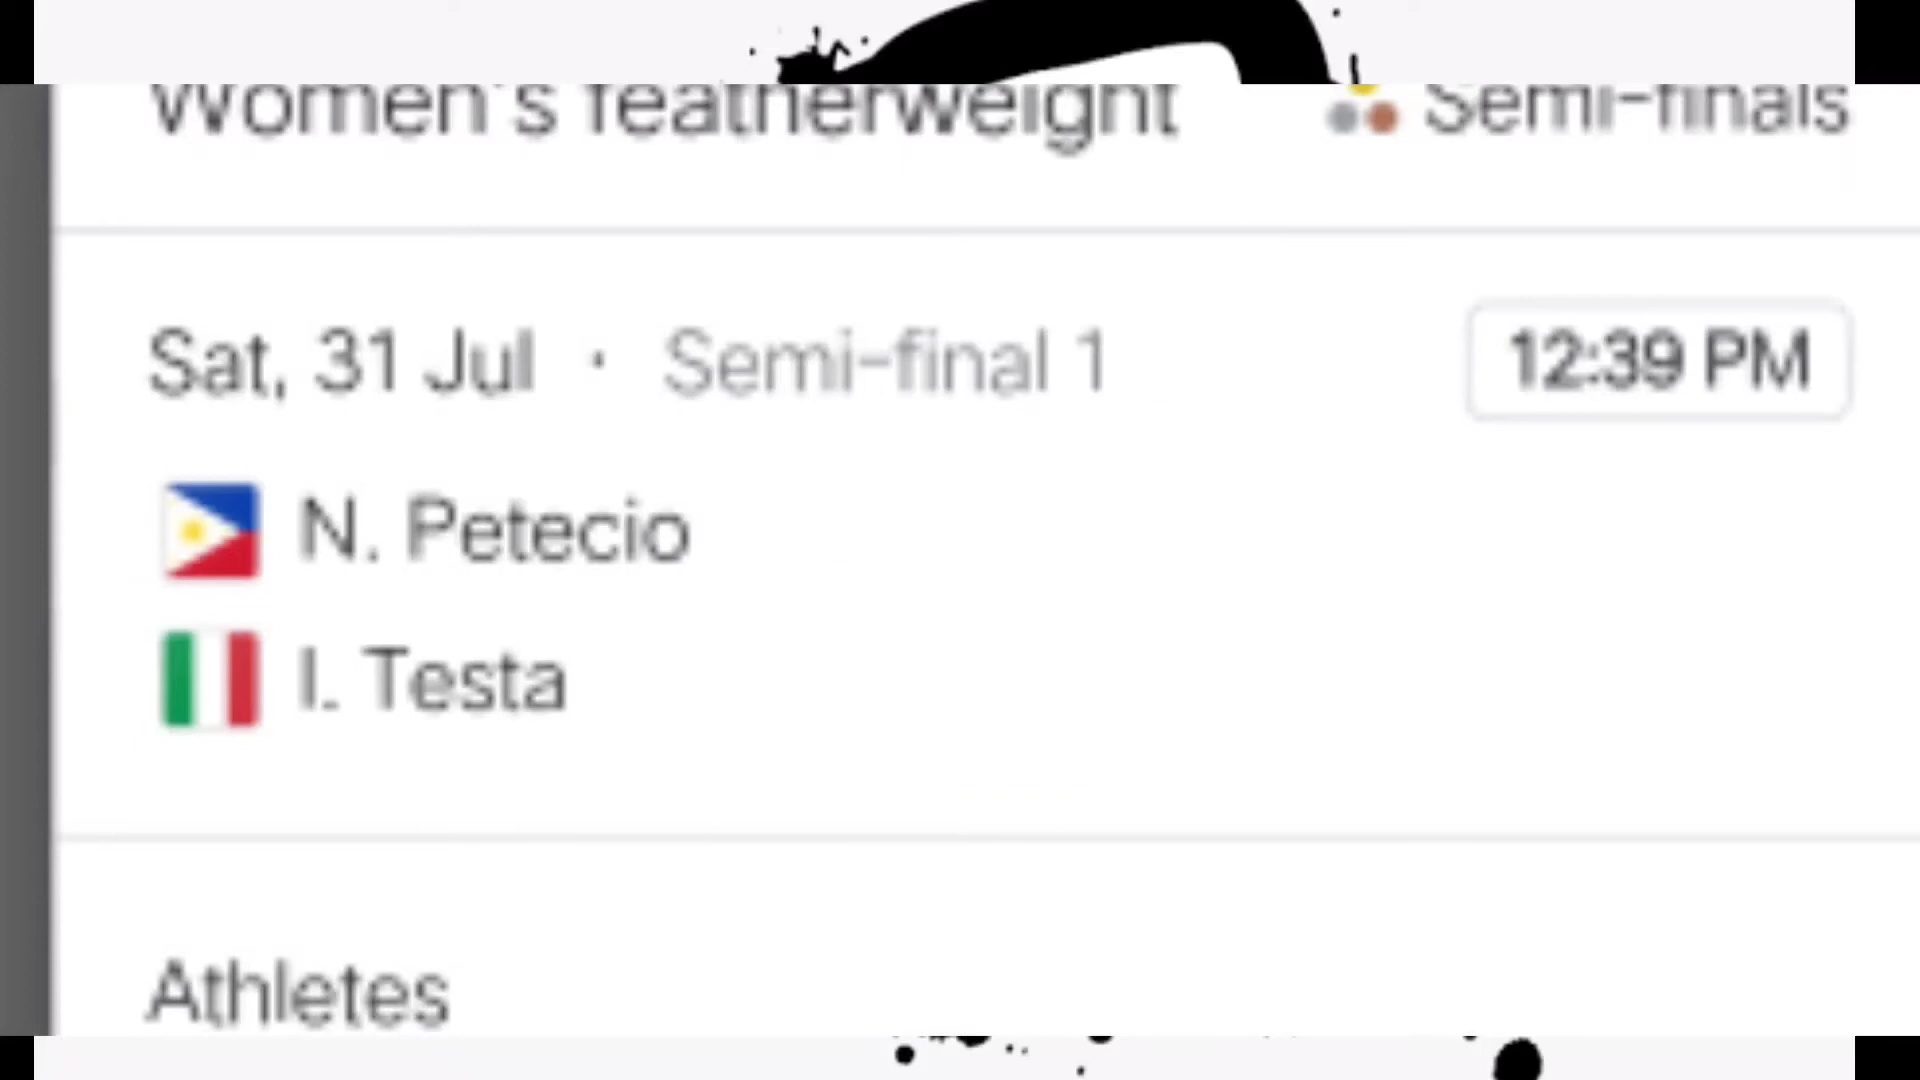 Women's featherweight Semi-finals
Sat, 31 Jul · Semi-final 1 12:39 PM
N. Petecio
I. Testa
Athletes